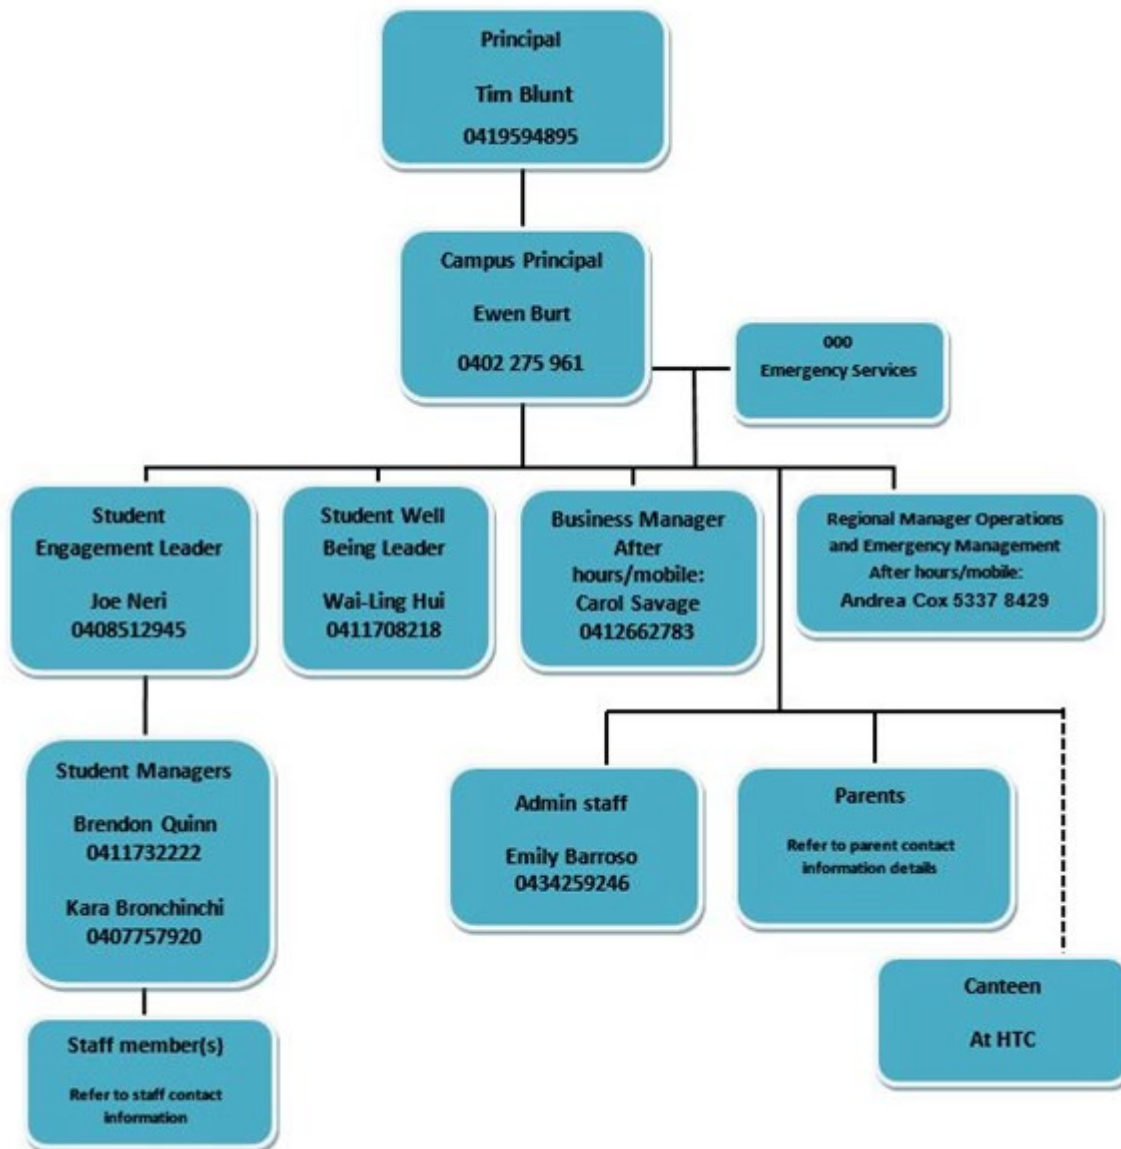 Principal
Tim Blunt
0419594895
Campus Principal
Ewen Burt
0402 275 961
000
Emergency Services
Student
Engagement Leader
Joe Neri
0408512945
Student Well
Being Leader
Wai-Ling Hui
0411708218
Business Manager
After
hours/mobile:
Carol Savage
0412662783
Regional Manager Operations
and Emergency Management
After hours/mobile:
Andrea Cox 5337 8429
Student Managers
Brendon Quinn
0411732222
Kara Bronchinchi
0407757920
Admin staff
Emily Barroso
0434259246
Parents
Refer to parent contact
information details
Canteen
At HTC
Staff member(s)
Refer to staff contact
information